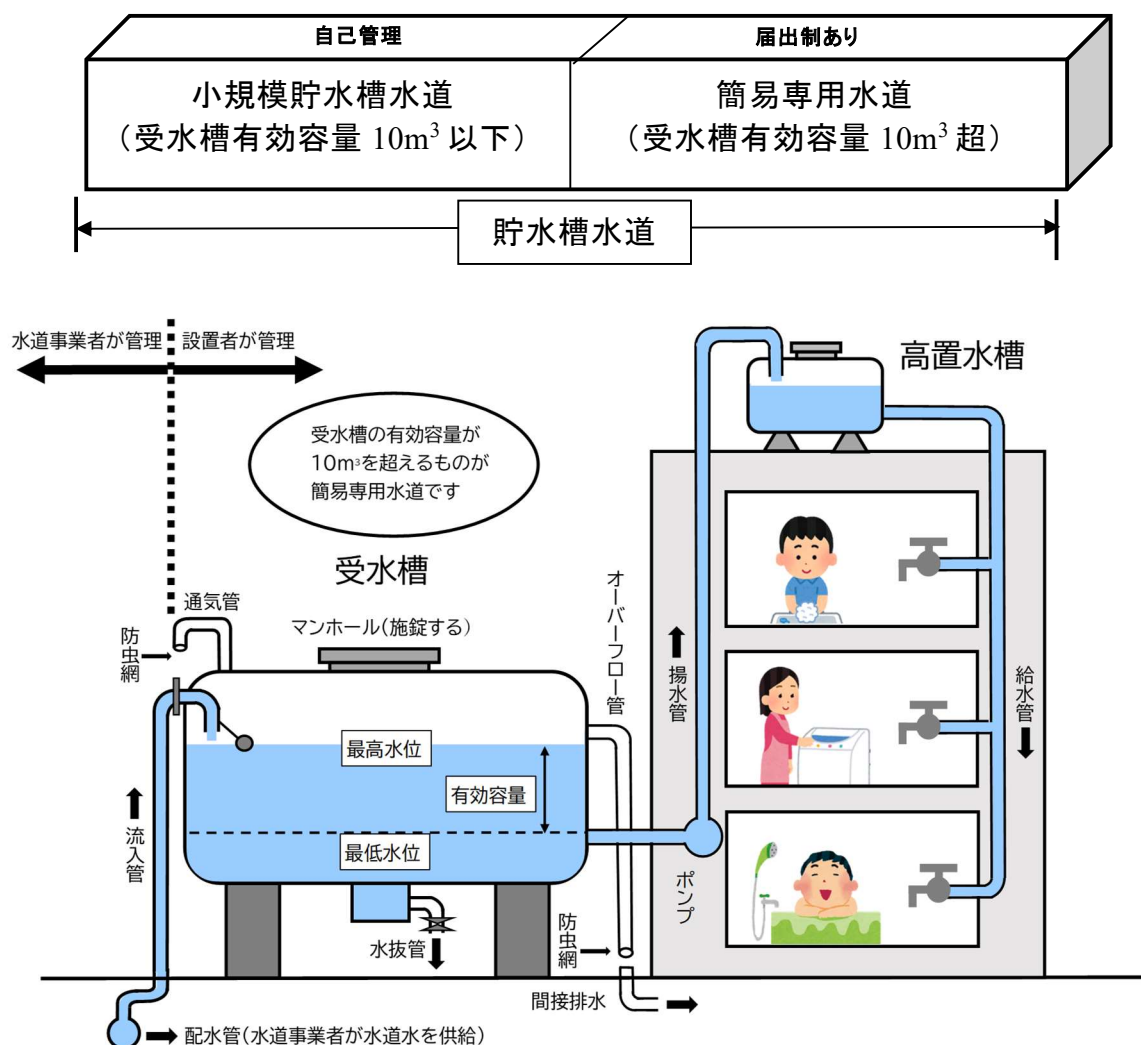 自己管理
届出制あり
小規模貯水槽水道
（受水槽有効容量 10m³ 以下）
簡易専用水道
（受水槽有効容量 10m³ 超）
貯水槽水道
水道事業者が管理
設置者が管理
高置水槽
受水槽の有効容量が
10m³を超えるものが
簡易専用水道です
受水槽
通気管
マンホール(施錠する)
防虫網
オーバーフロー管
揚水管
給水管
最高水位
有効容量
最低水位
流入管
ポンプ
水抜管
防虫網
間接排水
配水管(水道事業者が水道水を供給)